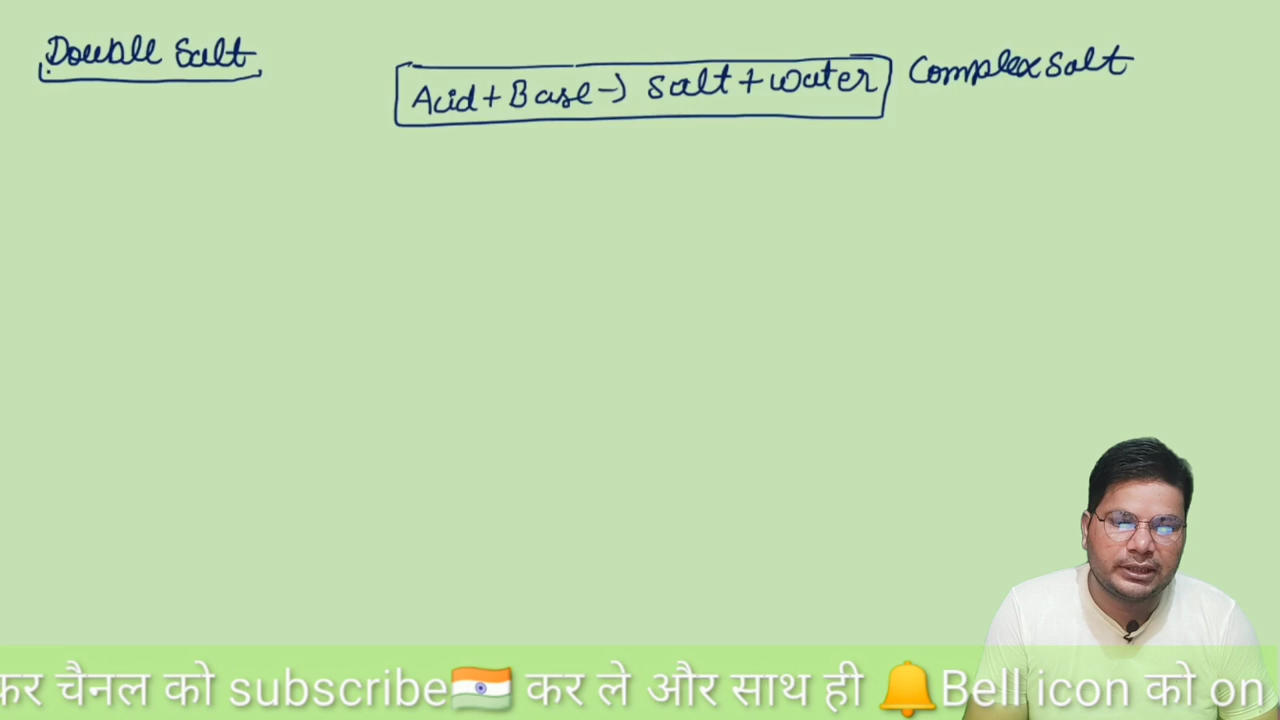 Double Salt
Acid + Base → Salt + water
Complex Salt
कर चैनल को subscribe🇮🇳 कर ले और साथ ही 🔔Bell icon को on